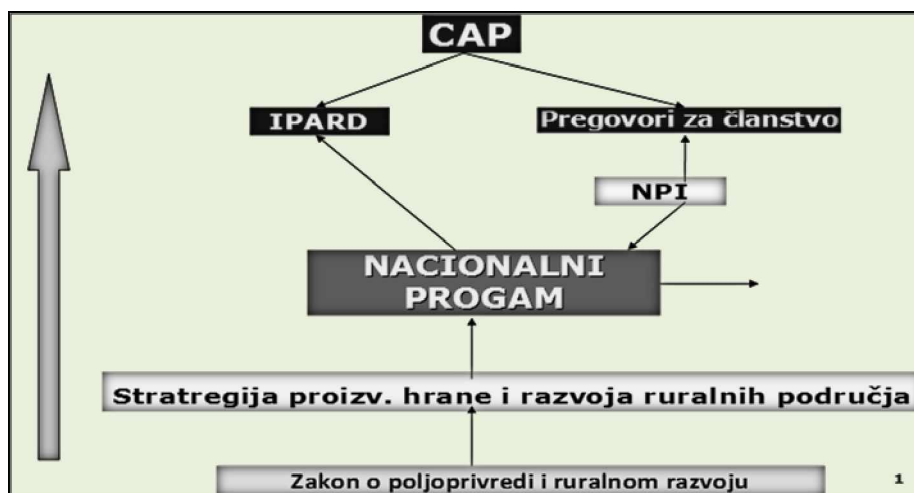 CAP
IPARD
Pregovori za članstvo
NPI
NACIONALNI
PROGAM
Stratregija proizv. hrane i razvoja ruralnih područja
Zakon o poljoprivredi i ruralnom razvoju
1